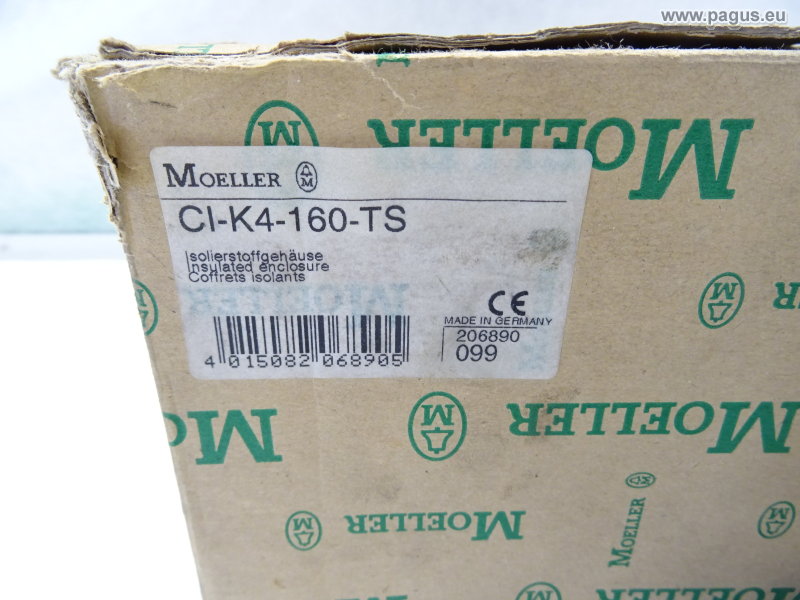 www.pagus.eu
MOELLER
MOELLER
CI-K4-160-TS
Isolierstoffgehäuse
Insulated enclosure
Coffrets isolants
MOELLER
CE
MADE IN GERMANY
206890
099
4 015082 068905
MOELLER
MOELLER
MOELLER
MOELLER